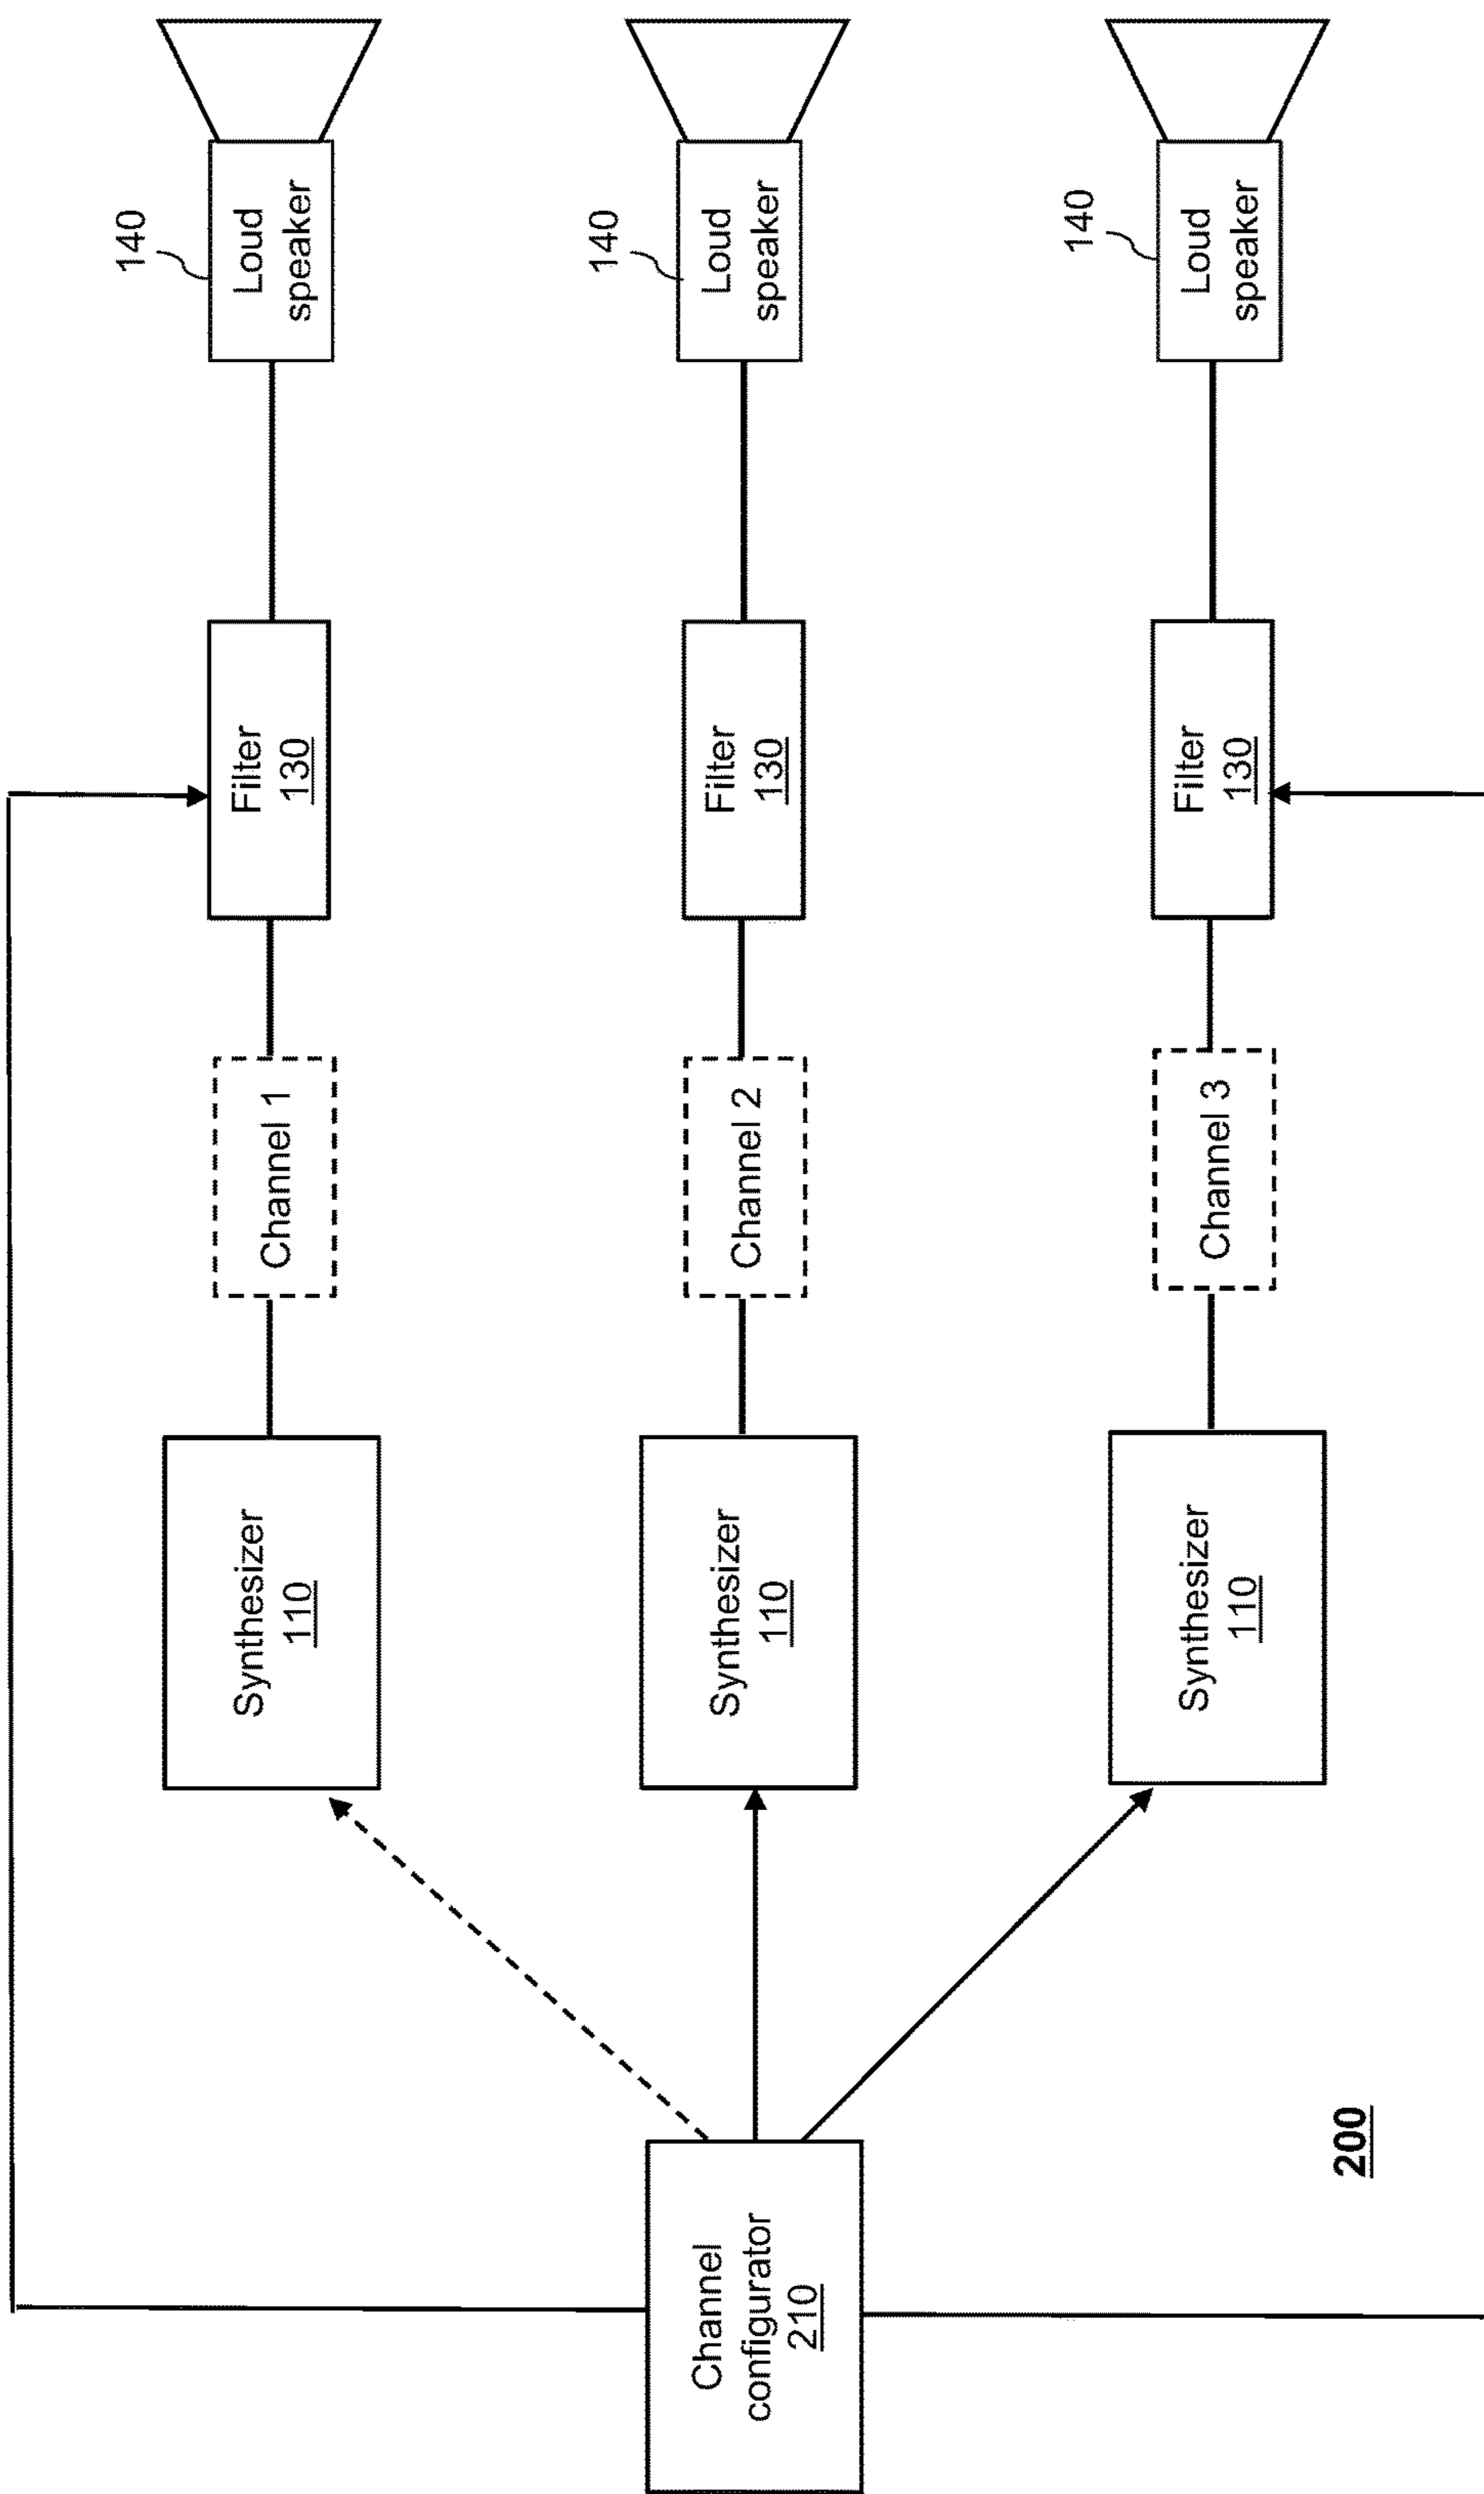 140
Loud
speaker
Filter
130
Channel 1
Synthesizer
110
140
Loud
speaker
Filter
130
Channel 2
Synthesizer
110
Channel
configurator
210
140
Loud
speaker
Filter
130
Channel 3
Synthesizer
110
200